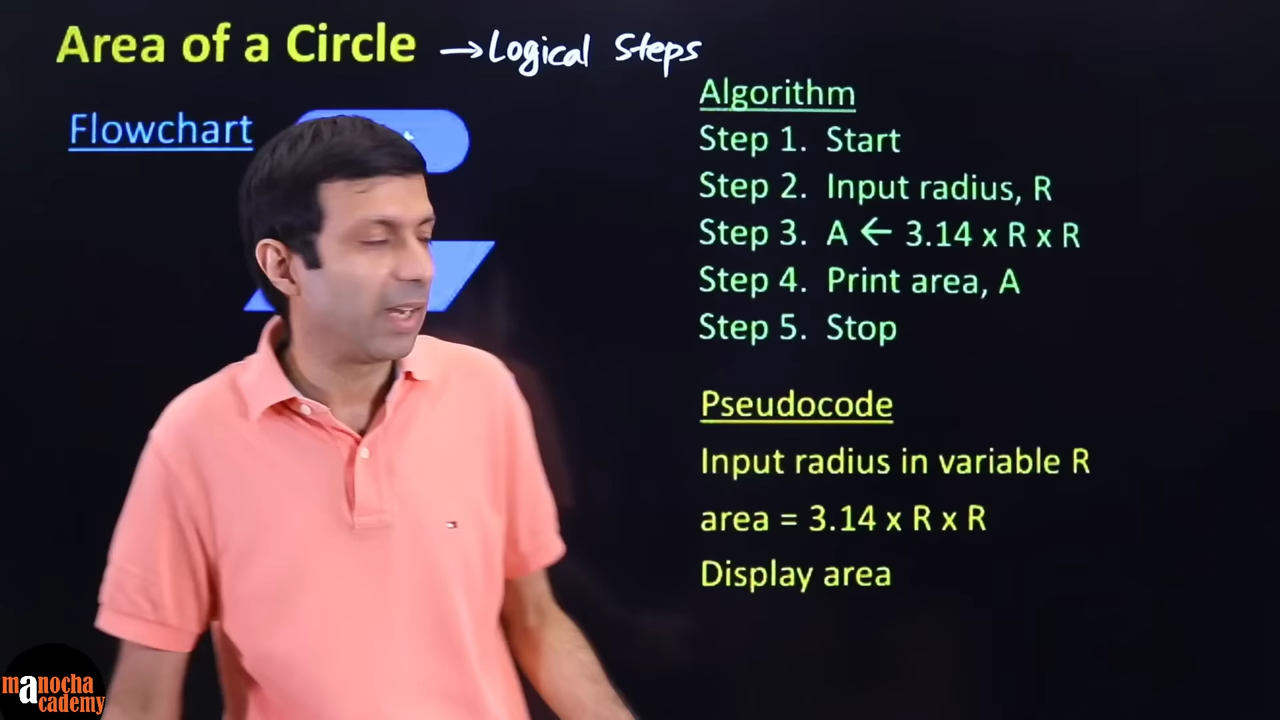 Area of a Circle → Logical Steps
Flowchart
Algorithm
Step 1. Start
Step 2. Input radius, R
Step 3. A ← 3.14 x R x R
Step 4. Print area, A
Step 5. Stop
Pseudocode
Input radius in variable R
area = 3.14 x R x R
Display area
manocha
academy